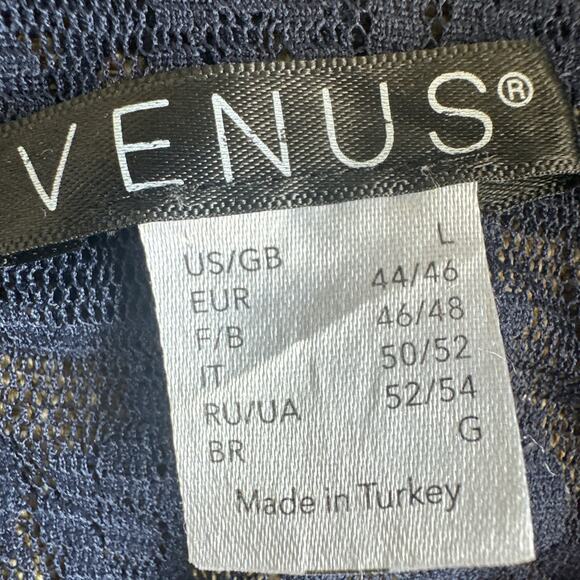 VENUS®
US/GB L
EUR 44/46
F/B 46/48
IT 50/52
RU/UA 52/54
BR G
Made in Turkey